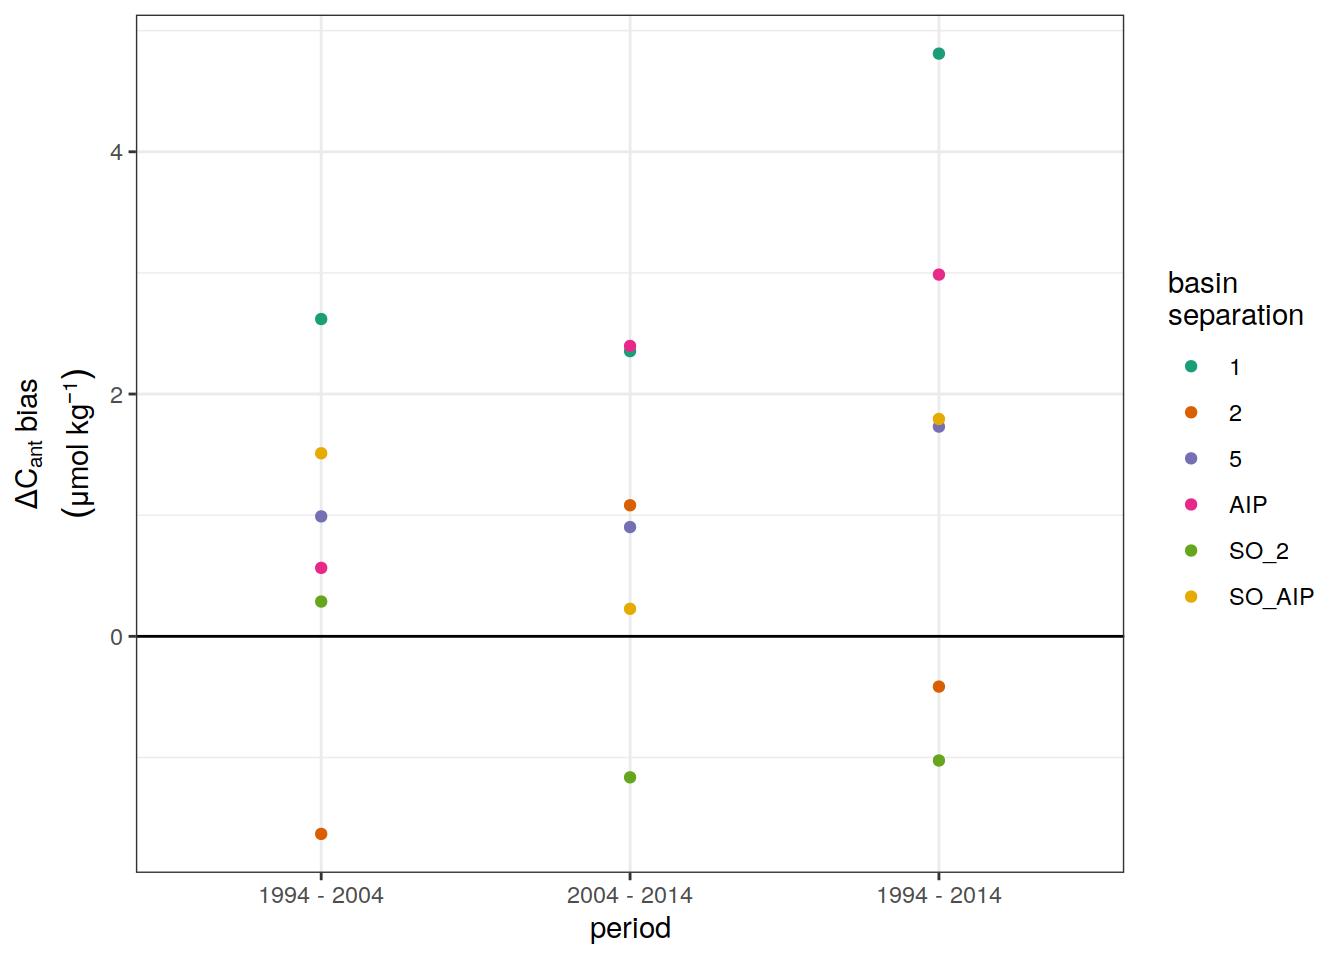 4
2
0
ΔCant bias
(μmol kg⁻¹)
1994 - 2004
2004 - 2014
1994 - 2014
period
basin
separation
1
2
5
AIP
SO_2
SO_AIP